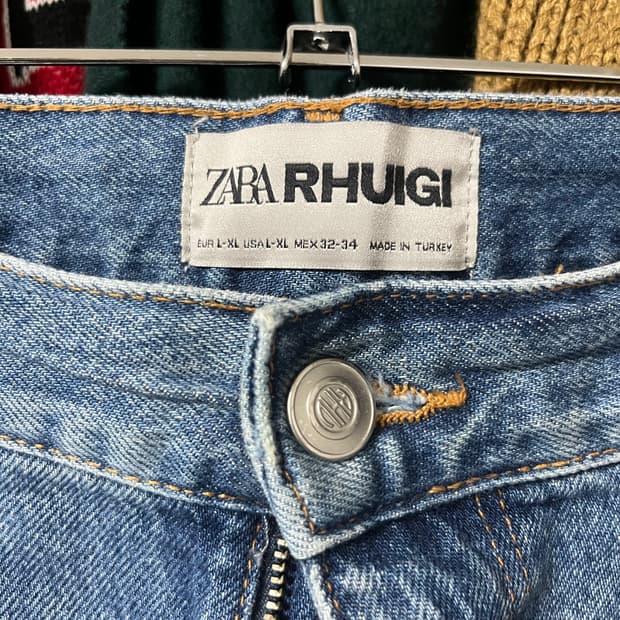 ZARA RHUIGI
EUR L-XL USA L-XL MEX 32-34 MADE IN TURKEY